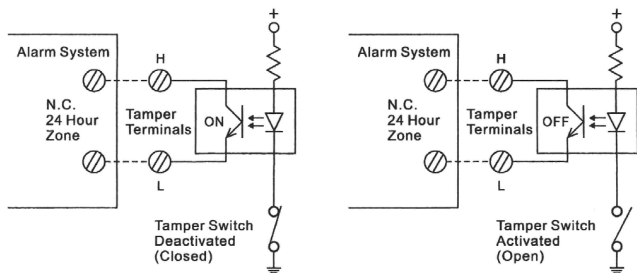 +
Alarm System
H
N.C.
24 Hour
Zone
Tamper
Terminals
ON
L
Tamper Switch
Deactivated
(Closed)
+
Alarm System
H
N.C.
24 Hour
Zone
Tamper
Terminals
OFF
L
Tamper Switch
Activated
(Open)